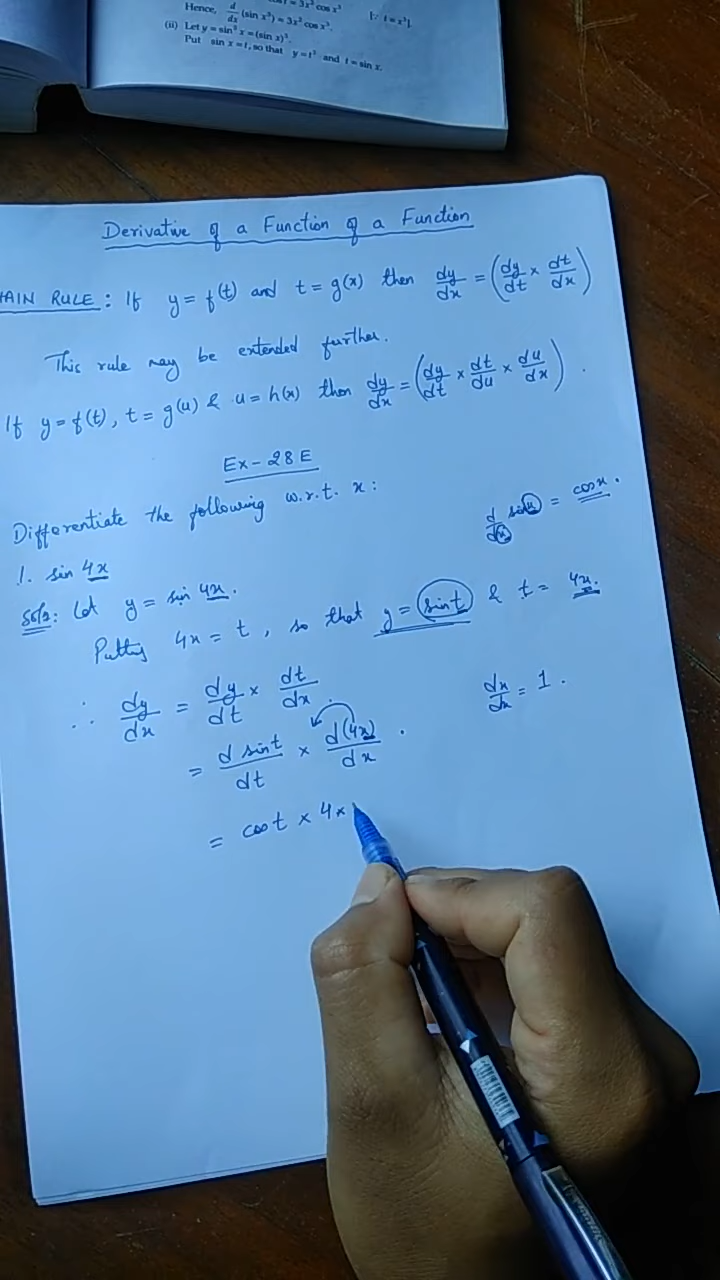 Hence, d/dx (sin x³) = 3x² cos x³. [∵ t = x³].
(ii) Let y = sin³ x = (sin x)³.
Put sin x = t, so that y = t³ and t = sin x.
Derivative of a Function of a Function
AIN RULE: If y = f(t) and t = g(x) then dy/dx = (dy/dt × dt/dx)
This rule may be extended further.
If y = f(t), t = g(u) & u = h(x) then dy/dx = (dy/dt × dt/du × du/dx).
Ex-28E
Differentiate the following w.r.t. x:
d/dx sin x = cos x.
1. sin 4x
Soln: Let y = sin 4x.
Putting 4x = t, so that y = sin t & t = 4x.
∴ dy/dx = dy/dt × dt/dx.
dx/dx = 1.
= d sin t/dt × d(4x)/dx.
= cos t × 4 ×